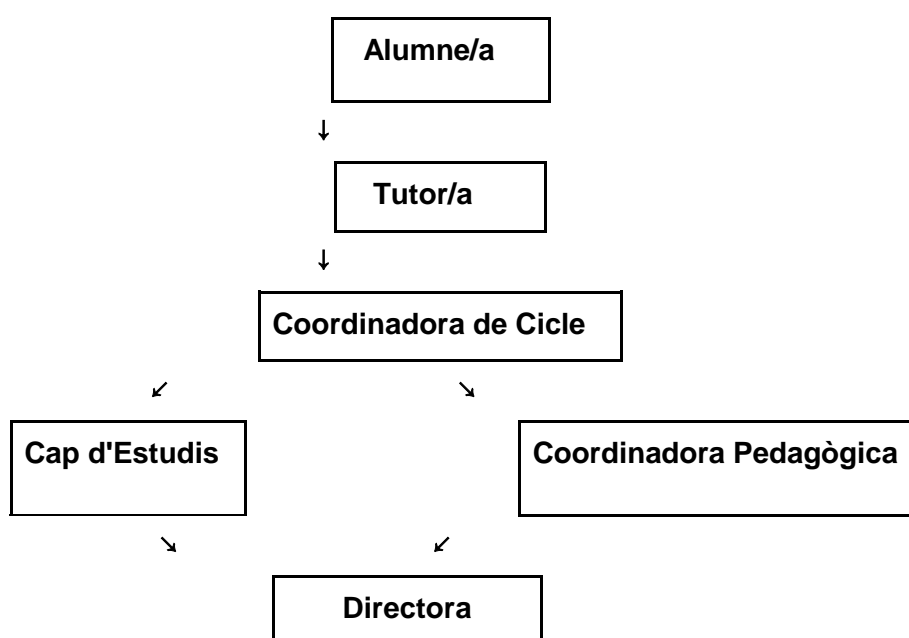 Alumne/a
↓
Tutor/a
↓
Coordinadora de Cicle
↙ ↘
Cap d'Estudis Coordinadora Pedagògica
↘ ↙
Directora